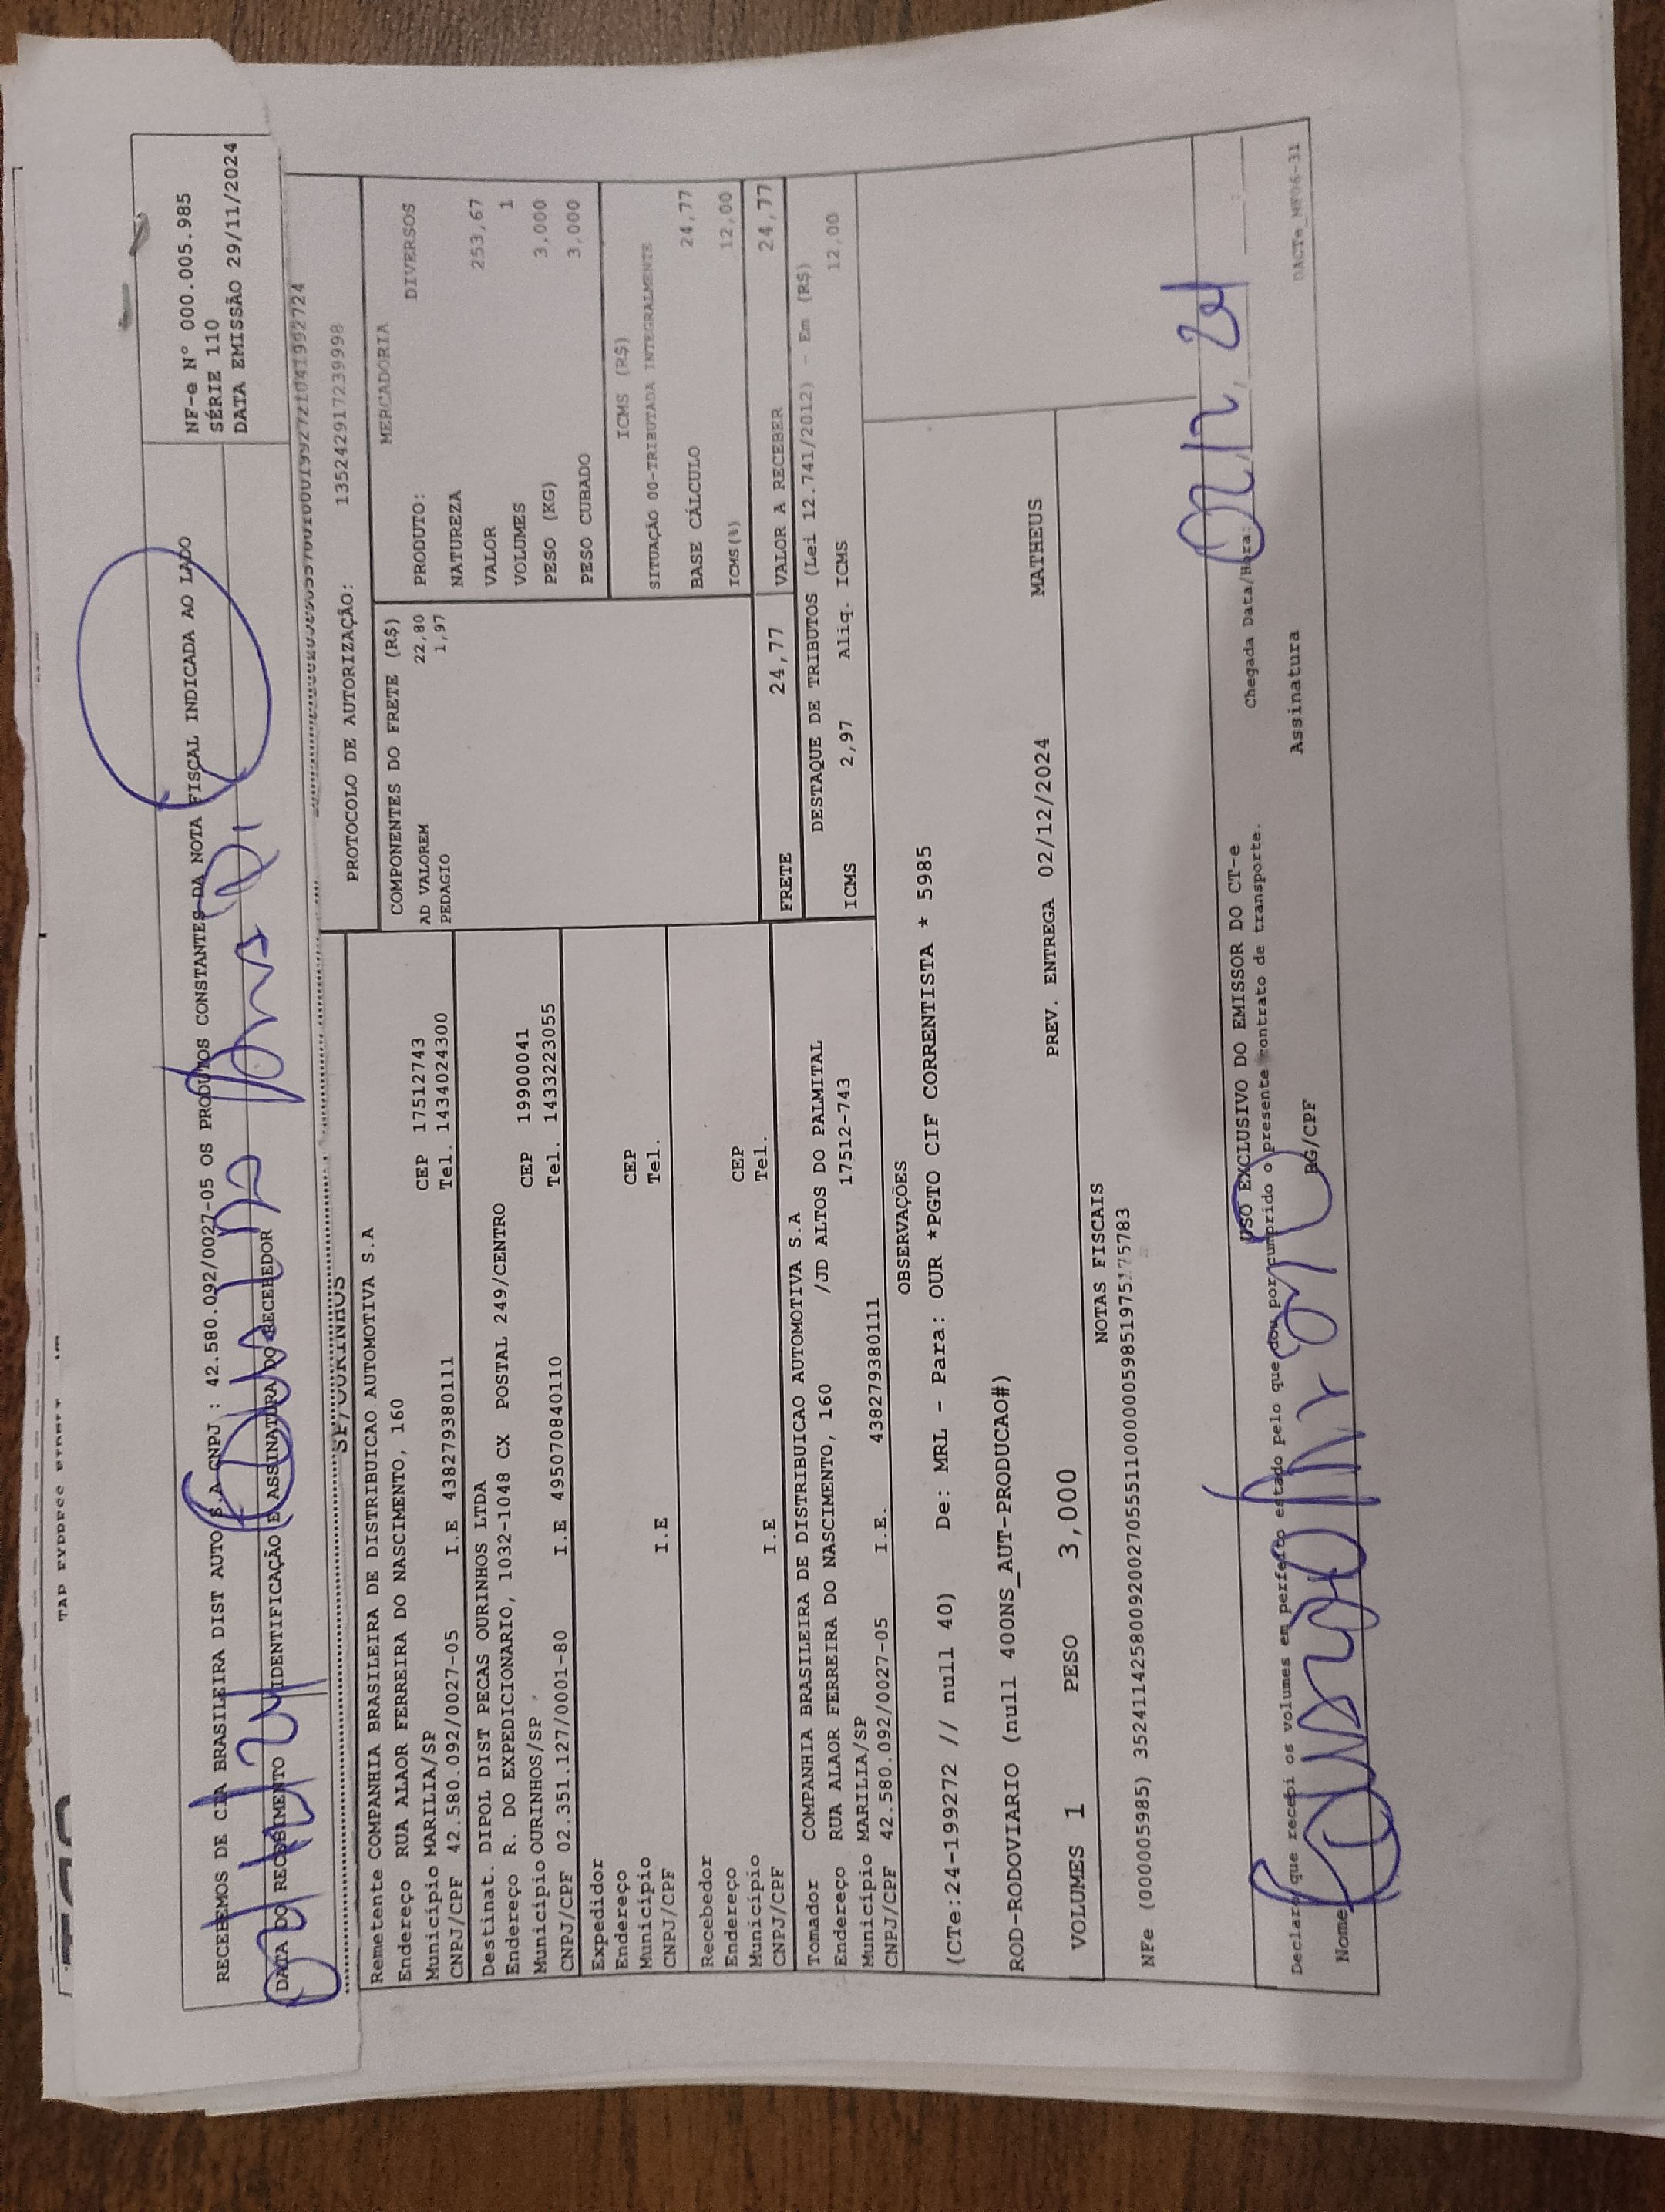 RECEBEMOS DE CIA BRASILEIRA DIST AUTO S.A CNPJ : 42.580.092/0027-05 OS PRODUTOS CONSTANTES DA NOTA FISCAL INDICADA AO LADO
NF-e Nº 000.005.985
SÉRIE 110
DATA EMISSÃO 29/11/2024
DATA DO RECEBIMENTO
IDENTIFICAÇÃO E ASSINATURA DO RECEBEDOR
SP/OURINHOS
PROTOCOLO DE AUTORIZAÇÃO: 135242917239998
Remetente COMPANHIA BRASILEIRA DE DISTRIBUICAO AUTOMOTIVA S.A
Endereço RUA ALAOR FERREIRA DO NASCIMENTO, 160
Município MARILIA/SP CEP 17512743
CNPJ/CPF 42.580.092/0027-05 I.E 438279380111 Tel. 1434024300
Destinat. DIPOL DIST PECAS OURINHOS LTDA
Endereço R. DO EXPEDICIONARIO, 1032-1048 CX POSTAL 249/CENTRO
Município OURINHOS/SP CEP 19900041
CNPJ/CPF 02.351.127/0001-80 I.E 495070840110 Tel. 1433223055
Expedidor
Endereço
Município CEP
CNPJ/CPF I.E Tel.
Recebedor
Endereço
Município CEP
CNPJ/CPF I.E Tel.
Tomador COMPANHIA BRASILEIRA DE DISTRIBUICAO AUTOMOTIVA S.A
Endereço RUA ALAOR FERREIRA DO NASCIMENTO, 160 /JD ALTOS DO PALMITAL
Município MARILIA/SP 17512-743
CNPJ/CPF 42.580.092/0027-05 I.E. 438279380111
COMPONENTES DO FRETE (R$)
AD VALOREM 22,80
PEDAGIO 1,97
MERCADORIA
PRODUTO: DIVERSOS
NATUREZA
VALOR 253,67
VOLUMES 1
PESO (KG) 3,000
PESO CUBADO 3,000
ICMS (R$)
SITUAÇÃO 00-TRIBUTADA INTEGRALMENTE
BASE CÁLCULO 24,77
ICMS(%) 12,00
FRETE 24,77 VALOR A RECEBER 24,77
DESTAQUE DE TRIBUTOS (Lei 12.741/2012) - Em (R$)
ICMS 2,97 Aliq. ICMS 12,00
OBSERVAÇÕES
(CTe:24-199272 // null 40) De: MRL - Para: OUR *PGTO CIF CORRENTISTA * 5985
ROD-RODOVIARIO (null 400NS_AUT-PRODUCAO#)
VOLUMES 1 PESO 3,000 PREV. ENTREGA 02/12/2024 MATHEUS
NOTAS FISCAIS
NFe (000005985)
USO EXCLUSIVO DO EMISSOR DO CT-e
Declaro que recebi os volumes em perfeito estado pelo que dou por cumprido o presente contrato de transporte.
Chegada Data/Hora:
Nome RG/CPF Assinatura
DACTe_MF06-31